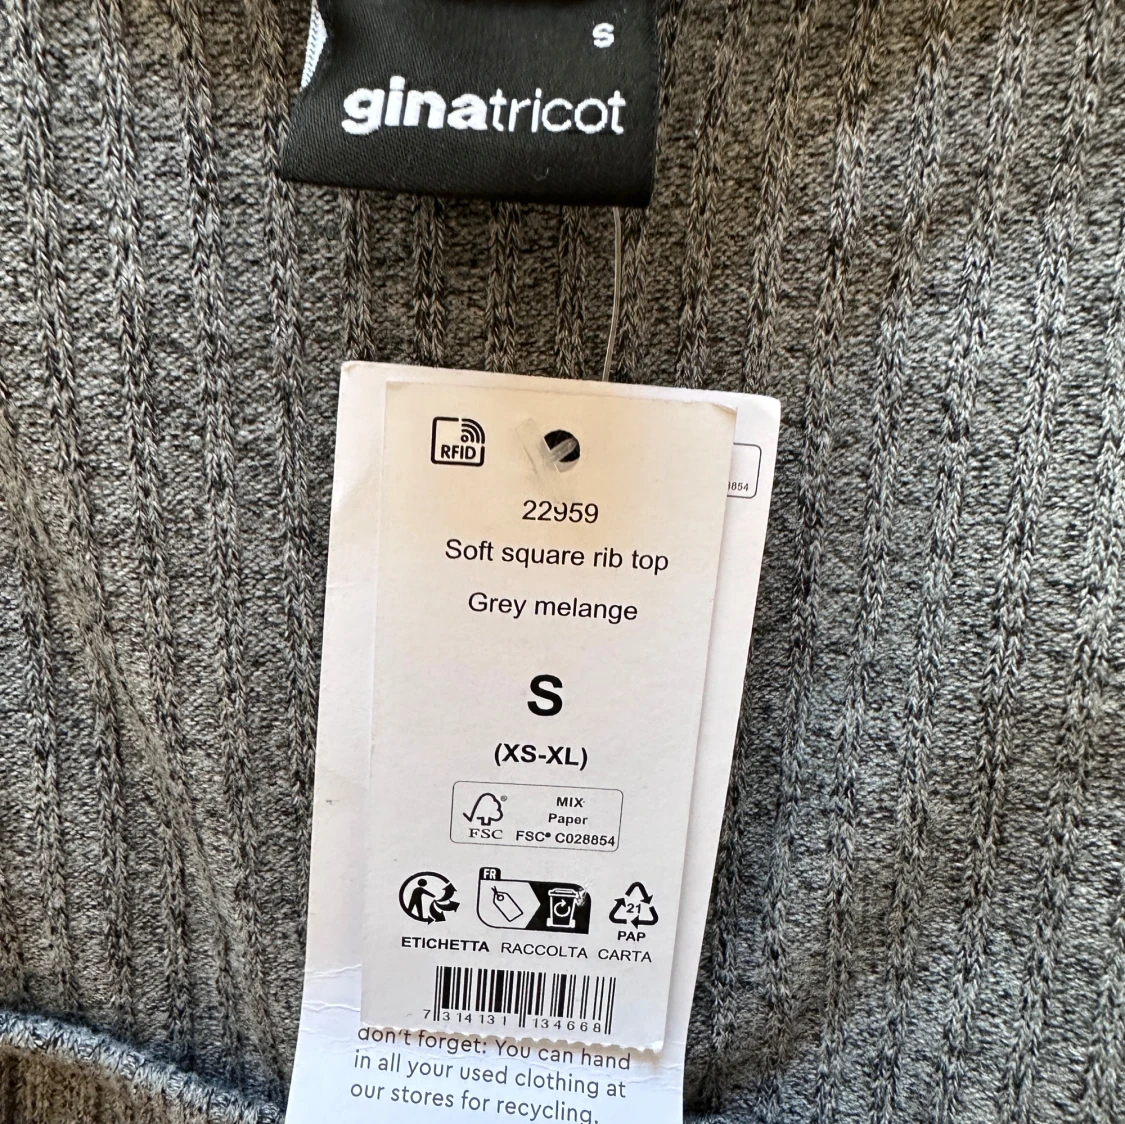 S
ginatricot
RFID
1854
22959
Soft square rib top
Grey melange
S
(XS-XL)
FSC®
MIX
Paper
FSC® C028854
FR
21
PAP
ETICHETTA RACCOLTA CARTA
7 314131 134668
don't forget: You can hand
in all your used clothing at
our stores for recycling.